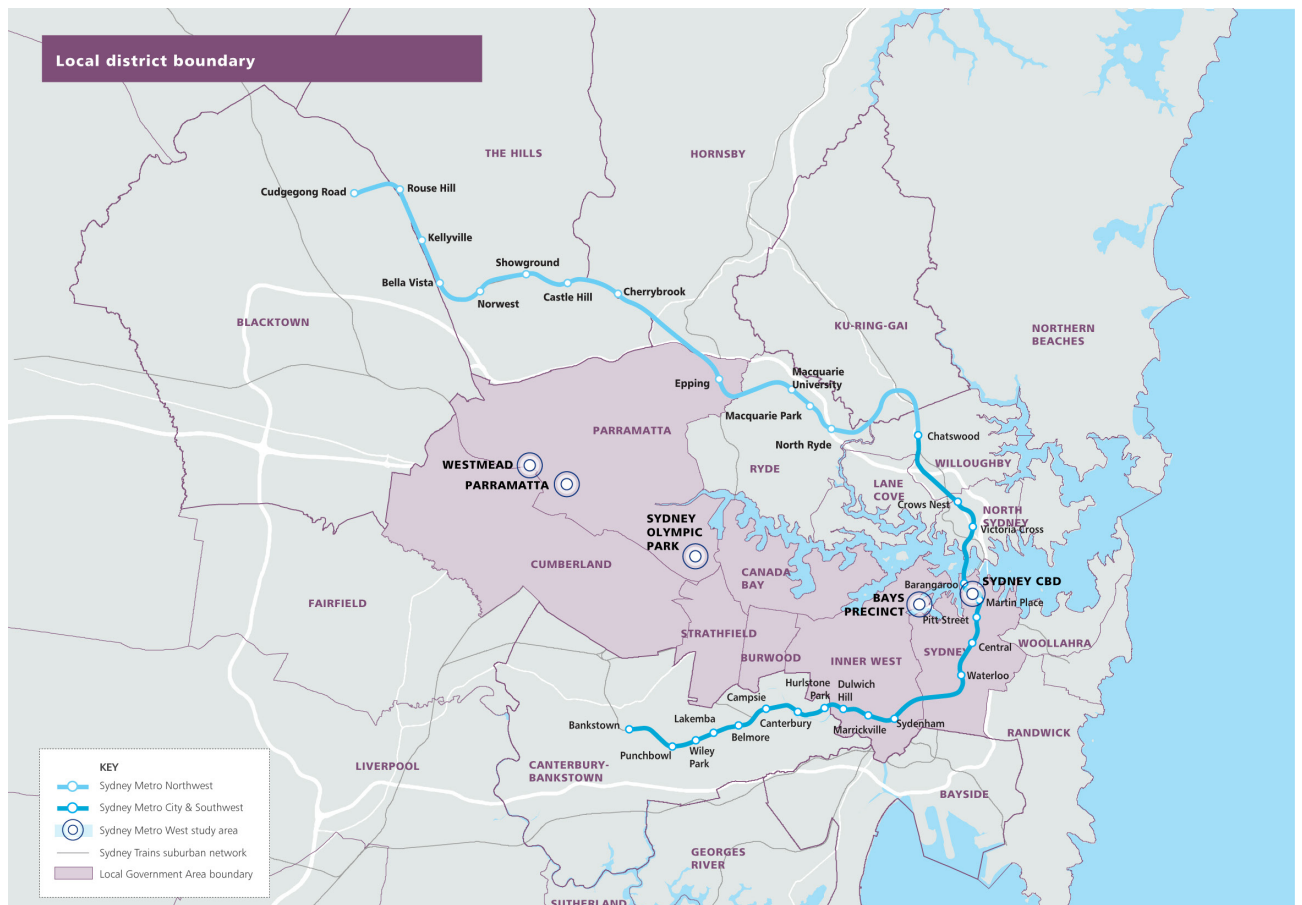 Local district boundary
THE HILLS
HORNSBY
Cudgegong Road
Rouse Hill
Kellyville
Showground
Bella Vista
Norwest
Castle Hill
Cherrybrook
BLACKTOWN
KU-RING-GAI
NORTHERN
BEACHES
Epping
Macquarie
University
Macquarie Park
North Ryde
PARRAMATTA
Chatswood
WESTMEAD
PARRAMATTA
RYDE
WILLOUGHBY
LANE
COVE
Crows Nest
NORTH
SYDNEY
Victoria Cross
SYDNEY
OLYMPIC
PARK
CUMBERLAND
CANADA
BAY
Barangaroo
SYDNEY CBD
BAYS
PRECINCT
Martin Place
Pitt Street
FAIRFIELD
STRATHFIELD
BURWOOD
INNER WEST
SYDNEY
Central
WOOLLAHRA
Waterloo
Hurlstone
Park
Dulwich
Hill
Campsie
Canterbury
Lakemba
Belmore
Bankstown
Punchbowl
Wiley
Park
Marrickville
Sydenham
RANDWICK
CANTERBURY-
BANKSTOWN
LIVERPOOL
BAYSIDE
GEORGES
RIVER
SUTHERLAND
KEY
Sydney Metro Northwest
Sydney Metro City & Southwest
Sydney Metro West study area
Sydney Trains suburban network
Local Government Area boundary